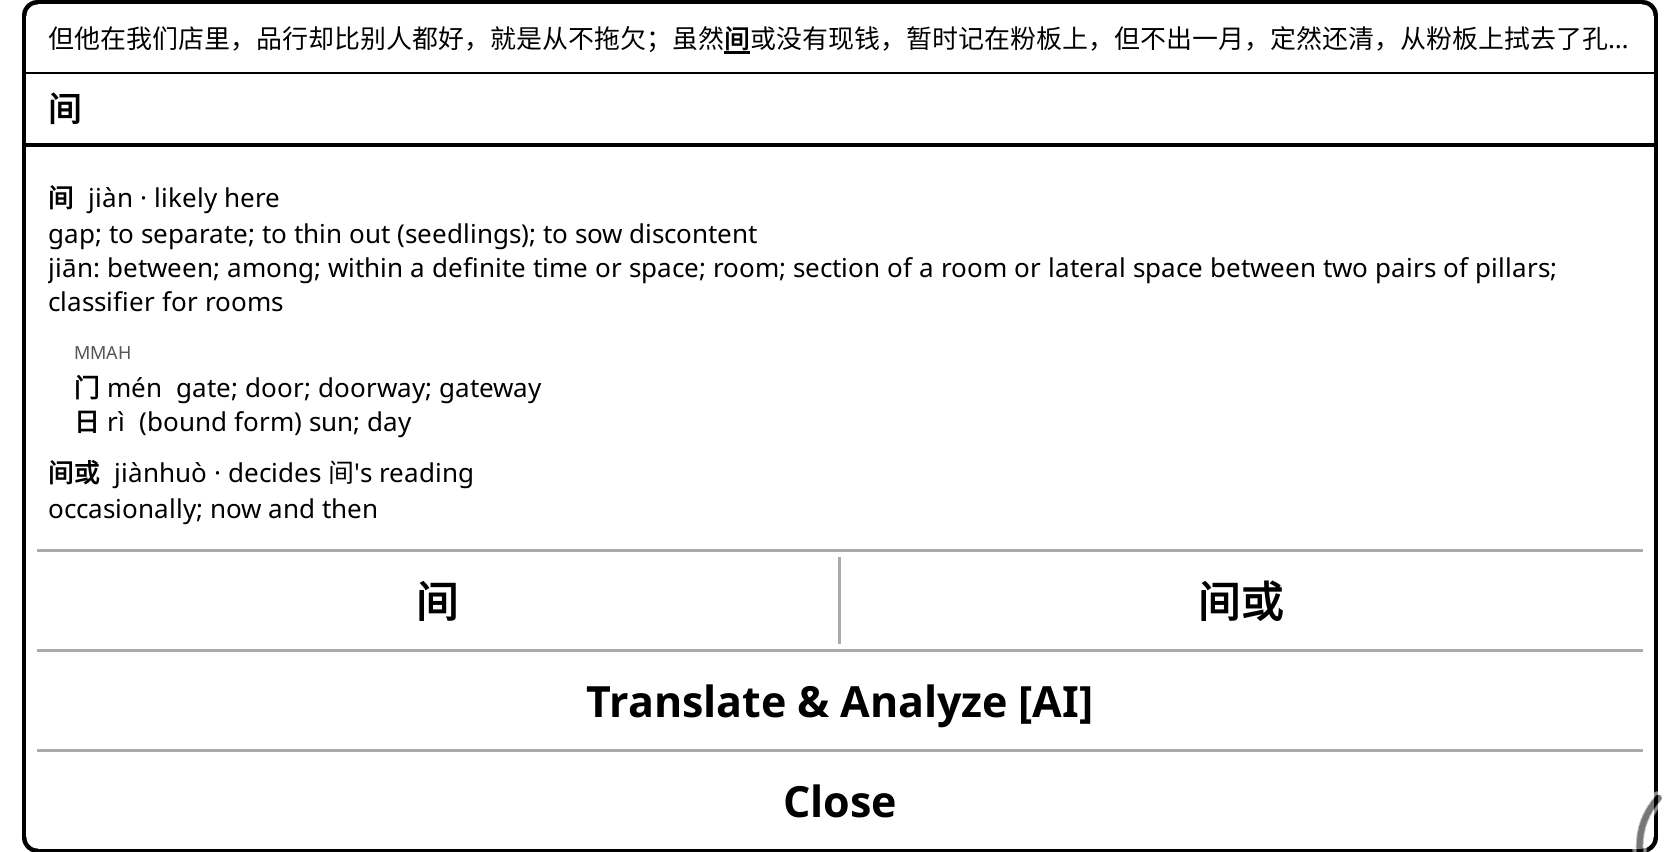 但他在我们店里，品行却比别人都好，就是从不拖欠；虽然间或没有现钱，暂时记在粉板上，但不出一月，定然还清，从粉板上拭去了孔...
间
间 jiàn · likely here
gap; to separate; to thin out (seedlings); to sow discontent
jiān: between; among; within a definite time or space; room; section of a room or lateral space between two pairs of pillars;
classifier for rooms
MMAH
门 mén gate; door; doorway; gateway
日 rì (bound form) sun; day
间或 jiànhuò · decides 间's reading
occasionally; now and then
间 间或
Translate & Analyze [AI]
Close